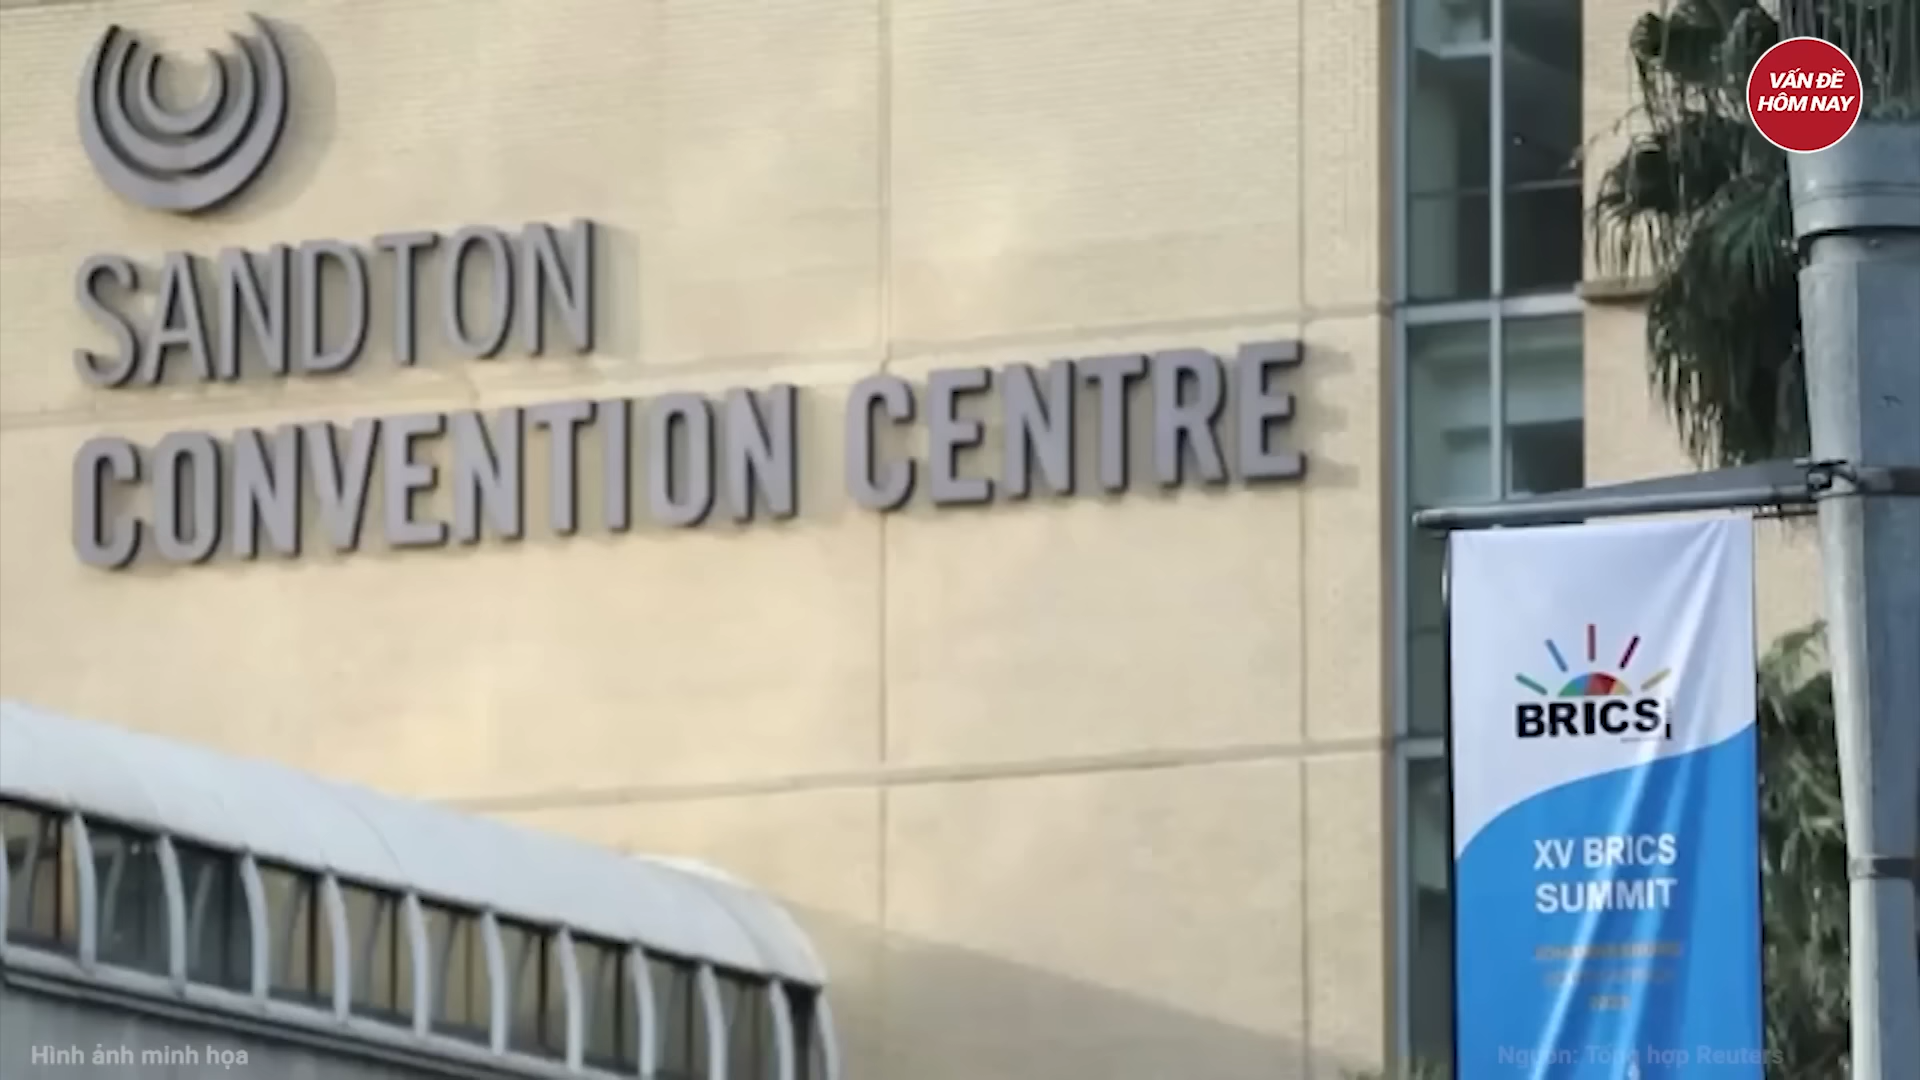 VẤN ĐỀ
HÔM NAY
SANDTON
CONVENTION CENTRE
BRICS
XV BRICS
SUMMIT
Hình ảnh minh họa
Nguồn: Tổng hợp Reuters